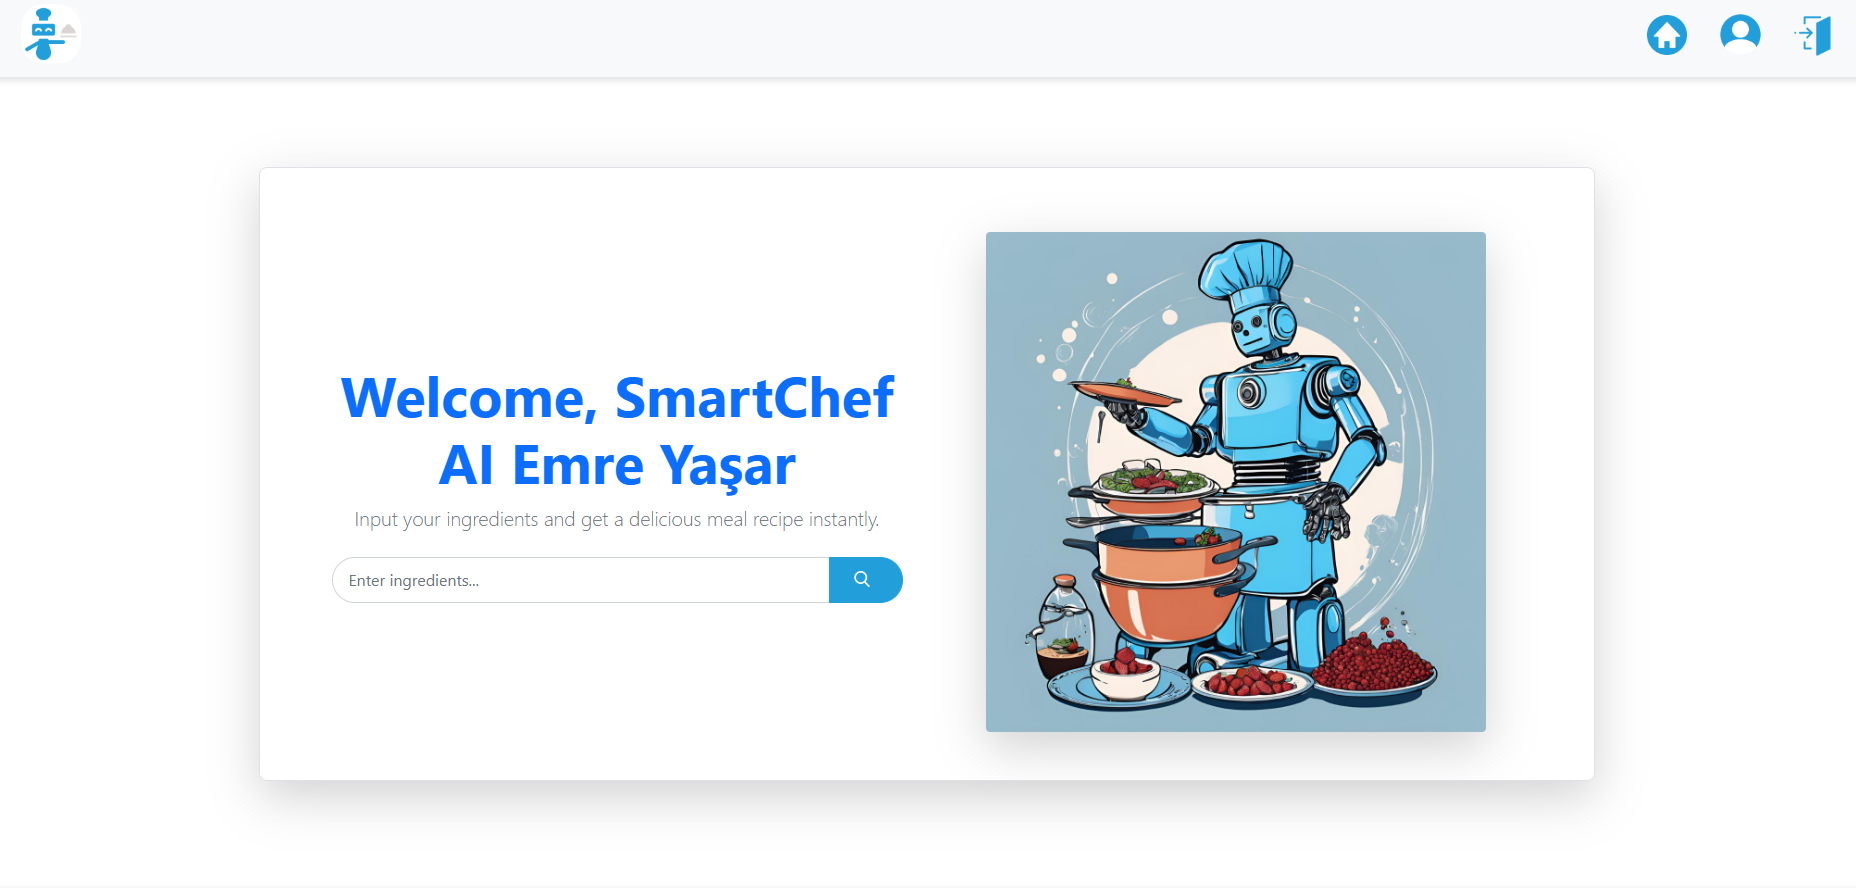 Welcome, SmartChef
AI Emre Yaşar
Input your ingredients and get a delicious meal recipe instantly.
Enter ingredients...